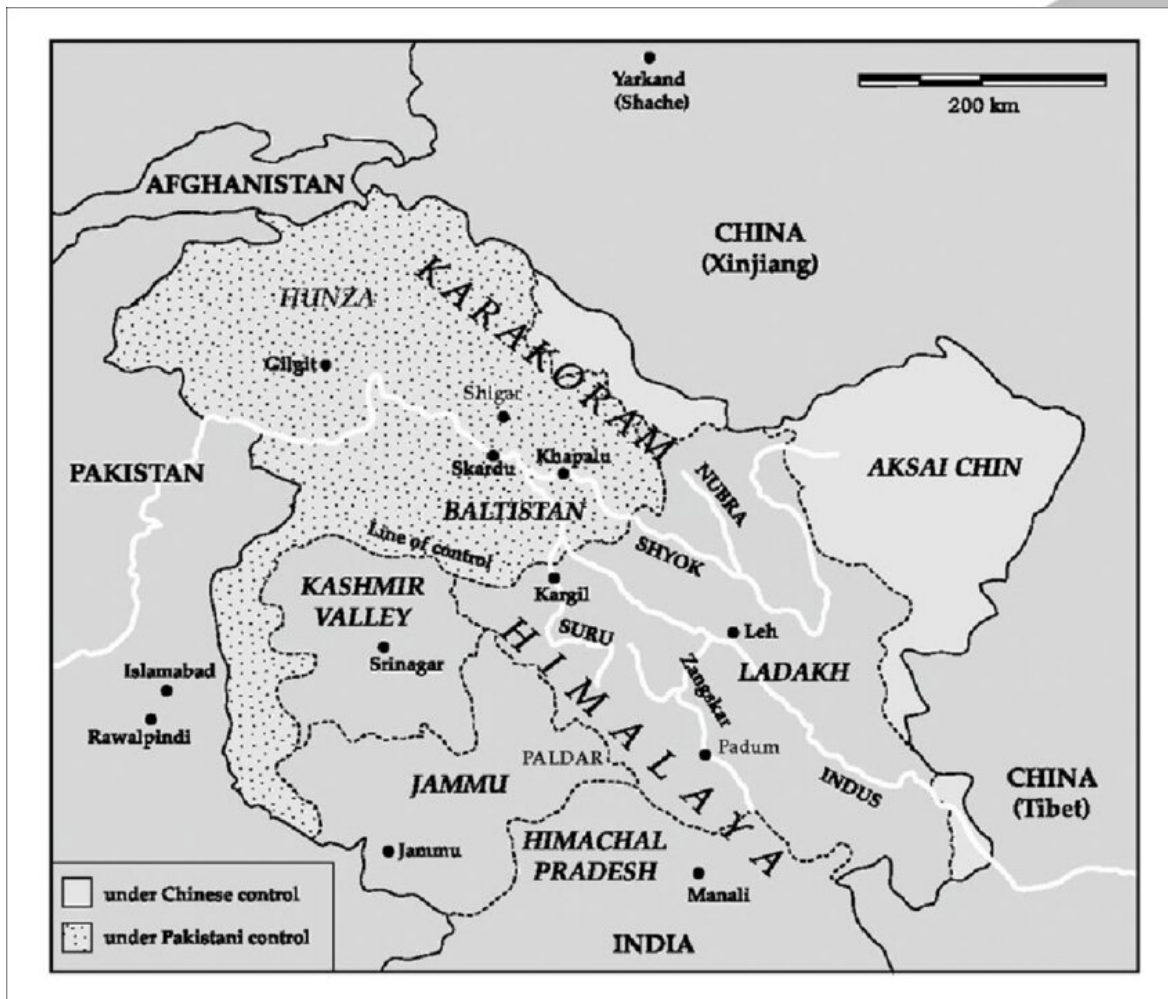 Yarkand
(Shache)
200 km
AFGHANISTAN
CHINA
(Xinjiang)
KARAKORAM
HUNZA
Gilgit
Shigar
PAKISTAN
Skardu
Khapalu
NUBRA
AKSAI CHIN
BALTISTAN
Line of control
SHYOK
KASHMIR
VALLEY
Kargil
SURU
HIMALAYA
Leh
Srinagar
Zangskar
LADAKH
Islamabad
Rawalpindi
PALDAR
Padum
JAMMU
INDUS
CHINA
(Tibet)
Jammu
HIMACHAL
PRADESH
Manali
INDIA
under Chinese control
under Pakistani control